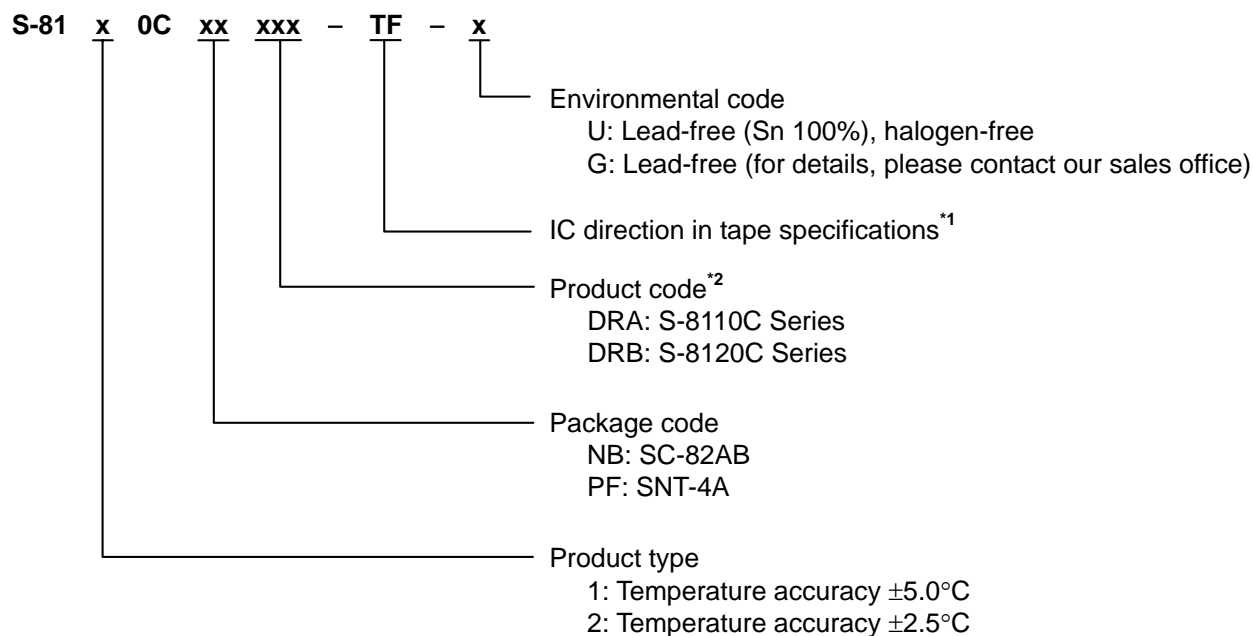 S-81 x 0C xx xxx – TF – x
Environmental code
U: Lead-free (Sn 100%), halogen-free
G: Lead-free (for details, please contact our sales office)
IC direction in tape specifications*1
Product code*2
DRA: S-8110C Series
DRB: S-8120C Series
Package code
NB: SC-82AB
PF: SNT-4A
Product type
1: Temperature accuracy ±5.0°C
2: Temperature accuracy ±2.5°C